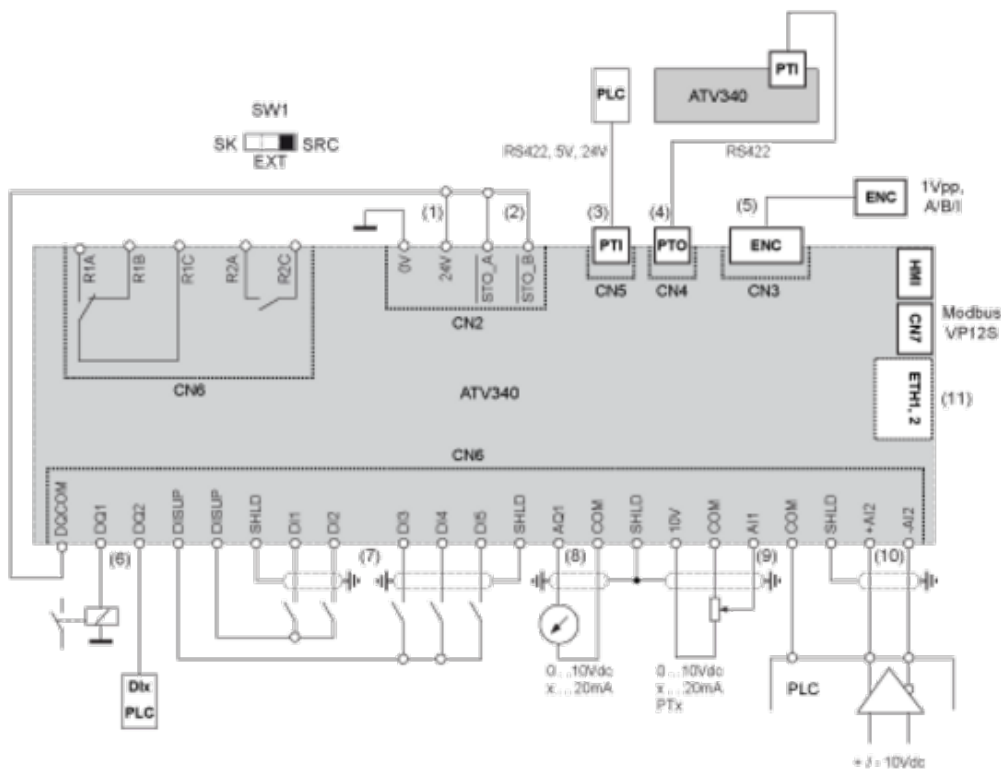 PTI
ATV340
PLC
RS422
RS422, 5V, 24V
SW1
SK
SRC
EXT
ENC
1Vpp,
A/B/I
(1)
(2)
(3)
(4)
(5)
R1A
R1B
R1C
R2A
R2C
0V
24V
STO_A
STO_B
PTI
PTO
ENC
CN5
CN4
CN3
CN2
CN6
HMI
CN7
Modbus
VP12S
ETH1, 2
(11)
ATV340
CN6
DQCOM
DQ1
DQ2
DISUP
DISUP
SHLD
DI1
DI2
DI3
DI4
DI5
SHLD
AQ1
COM
SHLD
10V
COM
AI1
COM
SHLD
+AI2
-AI2
(6)
(7)
(8)
(9)
(10)
0...10Vdc
x...20mA
0...10Vdc
x...20mA
PTx
DIx
PLC
PLC
+/- 10Vdc